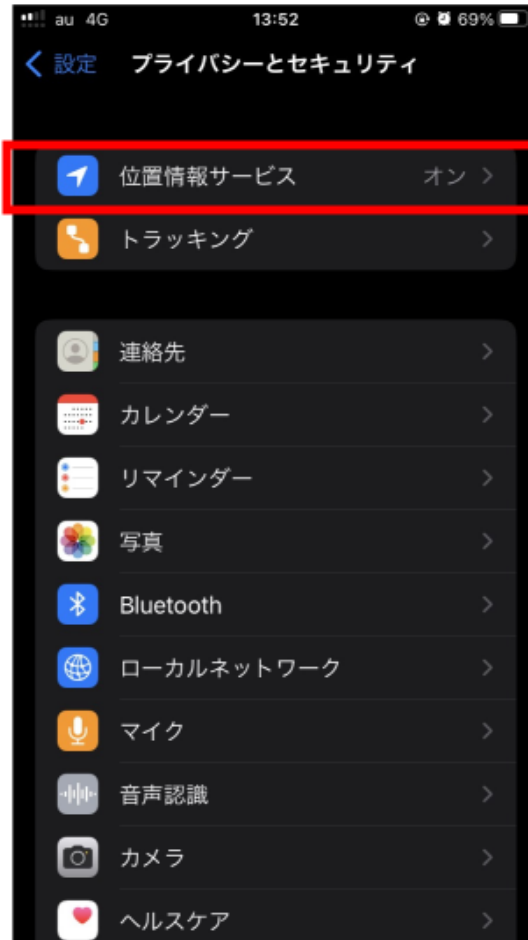 au 4G 13:52 69%
設定 プライバシーとセキュリティ
位置情報サービス オン
トラッキング
連絡先
カレンダー
リマインダー
写真
Bluetooth
ローカルネットワーク
マイク
音声認識
カメラ
ヘルスケア